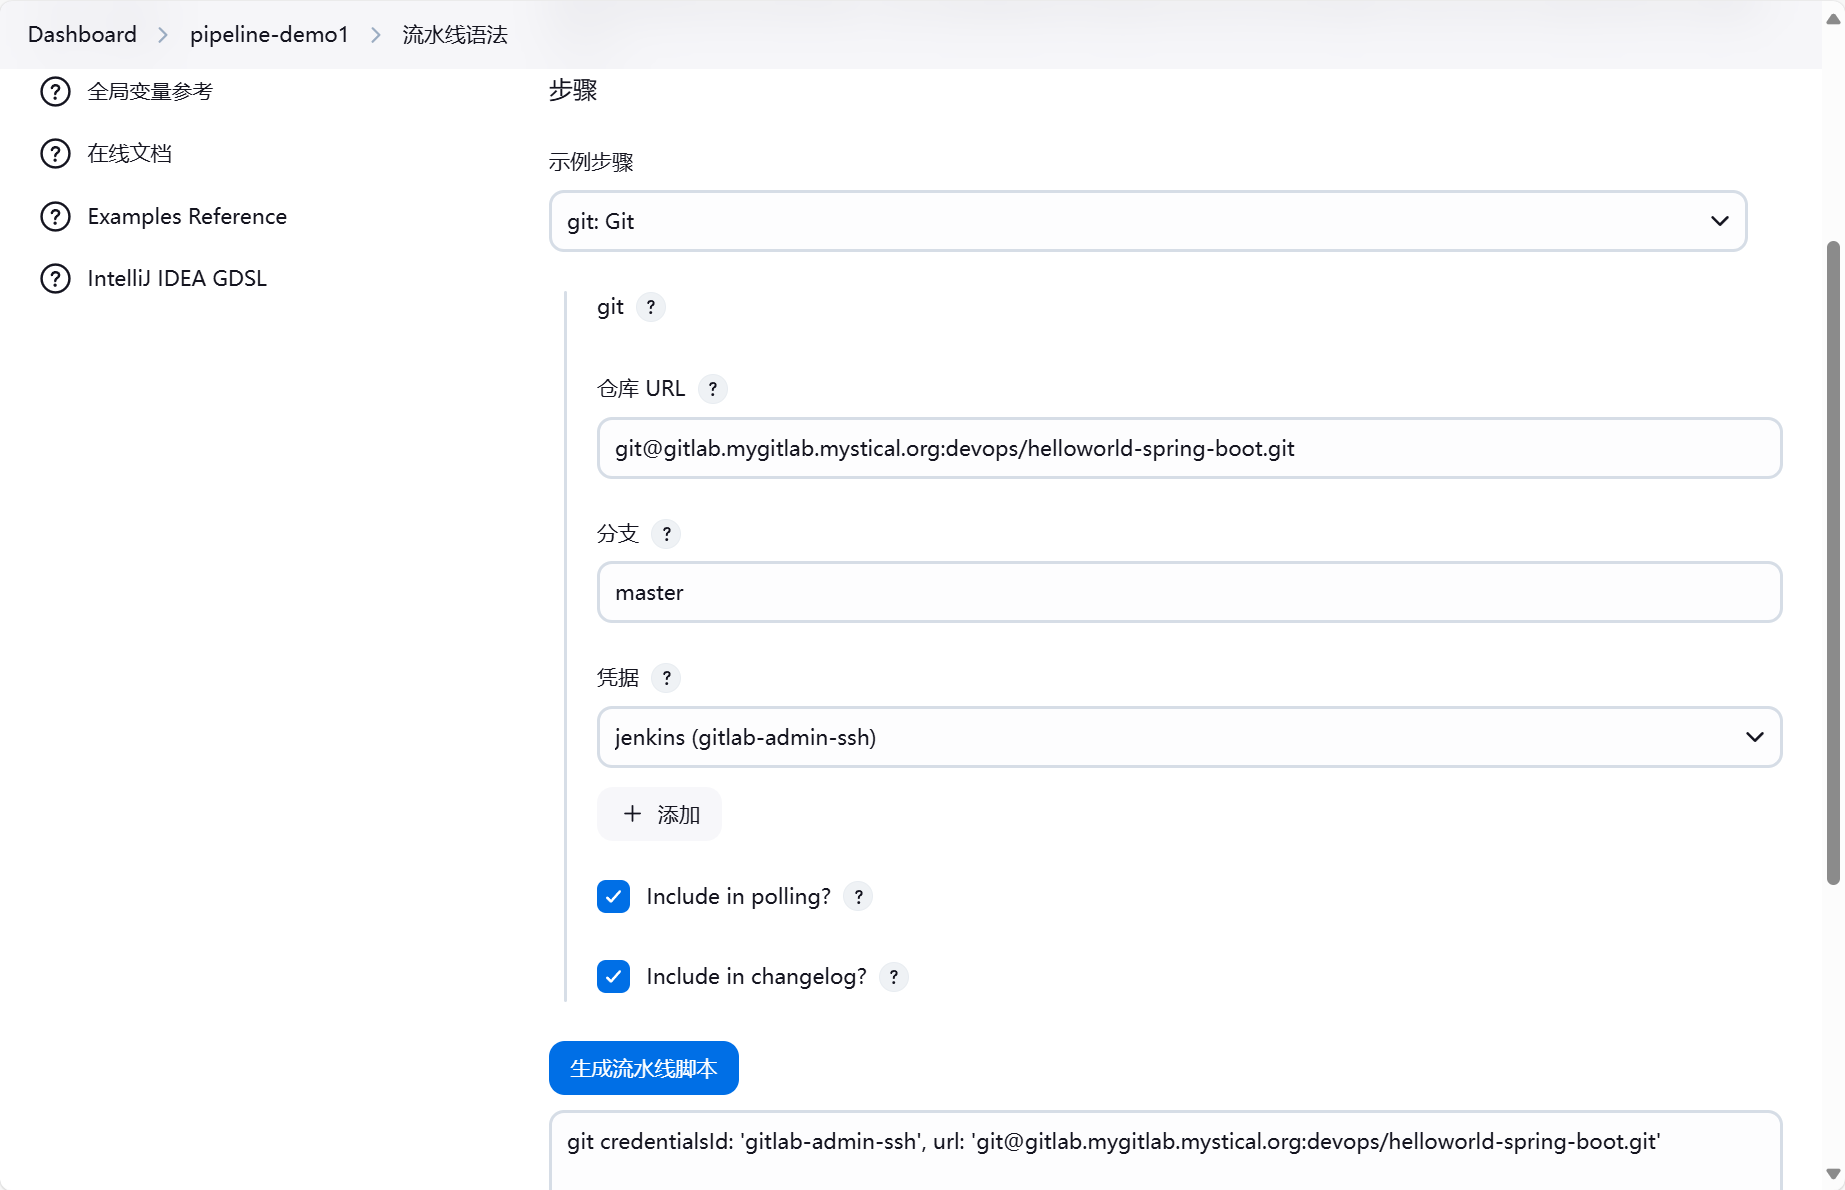 Dashboard > pipeline-demo1 > 流水线语法
全局变量参考
在线文档
Examples Reference
IntelliJ IDEA GDSL
步骤
示例步骤
git: Git
git ?
仓库 URL ?
git@gitlab.mygitlab.mystical.org:devops/helloworld-spring-boot.git
分支 ?
master
凭据 ?
jenkins (gitlab-admin-ssh)
+ 添加
Include in polling? ?
Include in changelog? ?
生成流水线脚本
git credentialsId: 'gitlab-admin-ssh', url: 'git@gitlab.mygitlab.mystical.org:devops/helloworld-spring-boot.git'